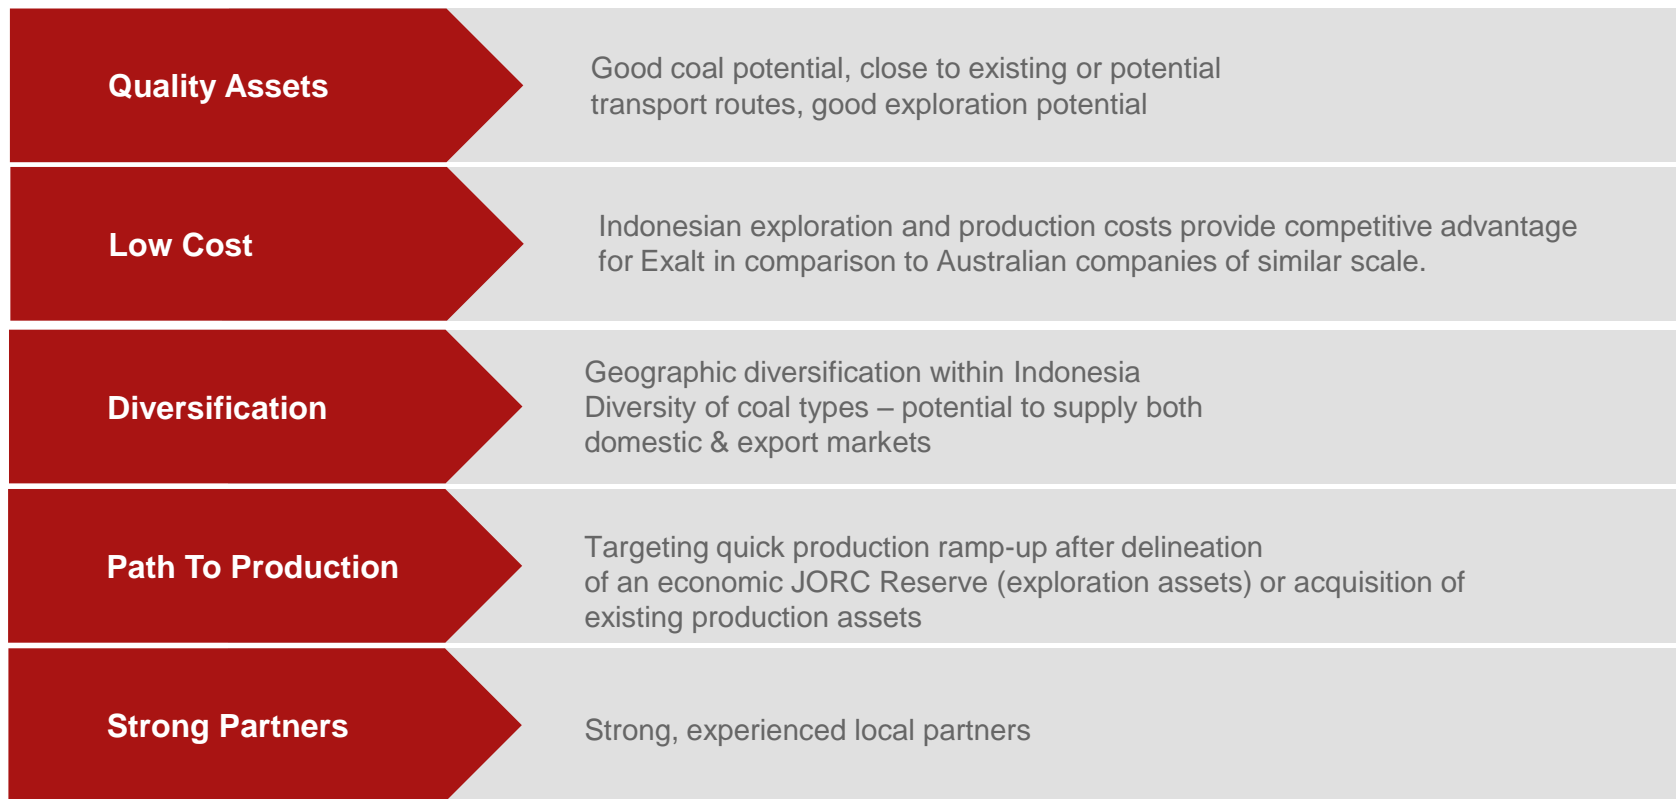 Quality Assets
Good coal potential, close to existing or potential
transport routes, good exploration potential
Low Cost
Indonesian exploration and production costs provide competitive advantage
for Exalt in comparison to Australian companies of similar scale.
Diversification
Geographic diversification within Indonesia
Diversity of coal types – potential to supply both
domestic & export markets
Path To Production
Targeting quick production ramp-up after delineation
of an economic JORC Reserve (exploration assets) or acquisition of
existing production assets
Strong Partners
Strong, experienced local partners